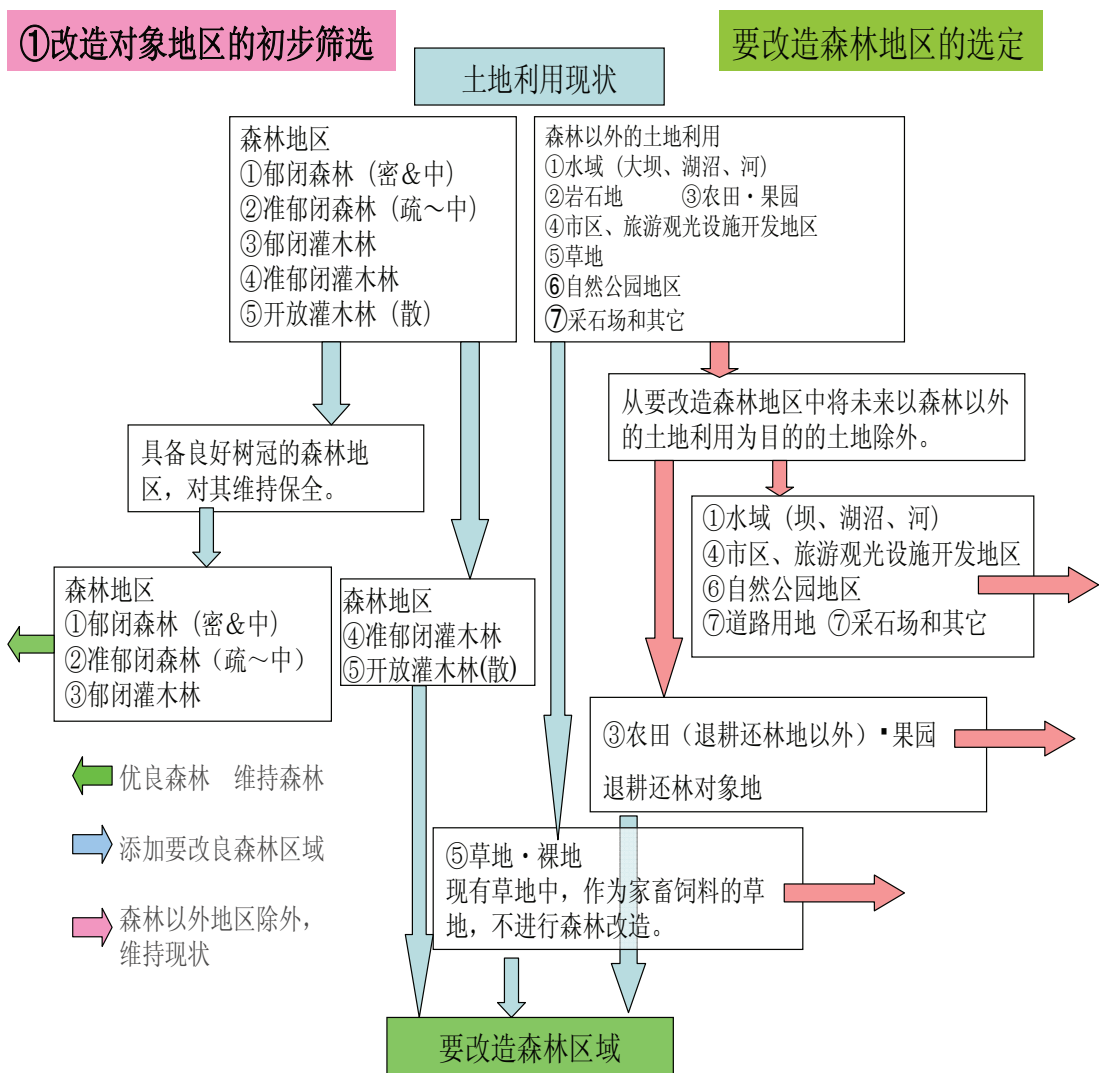 ①改造对象地区的初步筛选
要改造森林地区的选定
土地利用现状
森林地区
①郁闭森林（密&中）
②准郁闭森林（疏～中）
③郁闭灌木林
④准郁闭灌木林
⑤开放灌木林（散）
森林以外的土地利用
①水域（大坝、湖沼、河）
②岩石地 ③农田・果园
④市区、旅游观光设施开发地区
⑤草地
⑥自然公园地区
⑦采石场和其它
从要改造森林地区中将未来以森林以外
的土地利用为目的的土地除外。
具备良好树冠的森林地
区，对其维持保全。
①水域（坝、湖沼、河）
④市区、旅游观光设施开发地区
⑥自然公园地区
⑦道路用地 ⑦采石场和其它
森林地区
①郁闭森林（密&中）
②准郁闭森林（疏～中）
③郁闭灌木林
森林地区
④准郁闭灌木林
⑤开放灌木林(散)
③农田（退耕还林地以外）▪果园
退耕还林对象地
优良森林 维持森林
添加要改良森林区域
森林以外地区除外，
维持现状
⑤草地・裸地
现有草地中，作为家畜饲料的草
地，不进行森林改造。
要改造森林区域